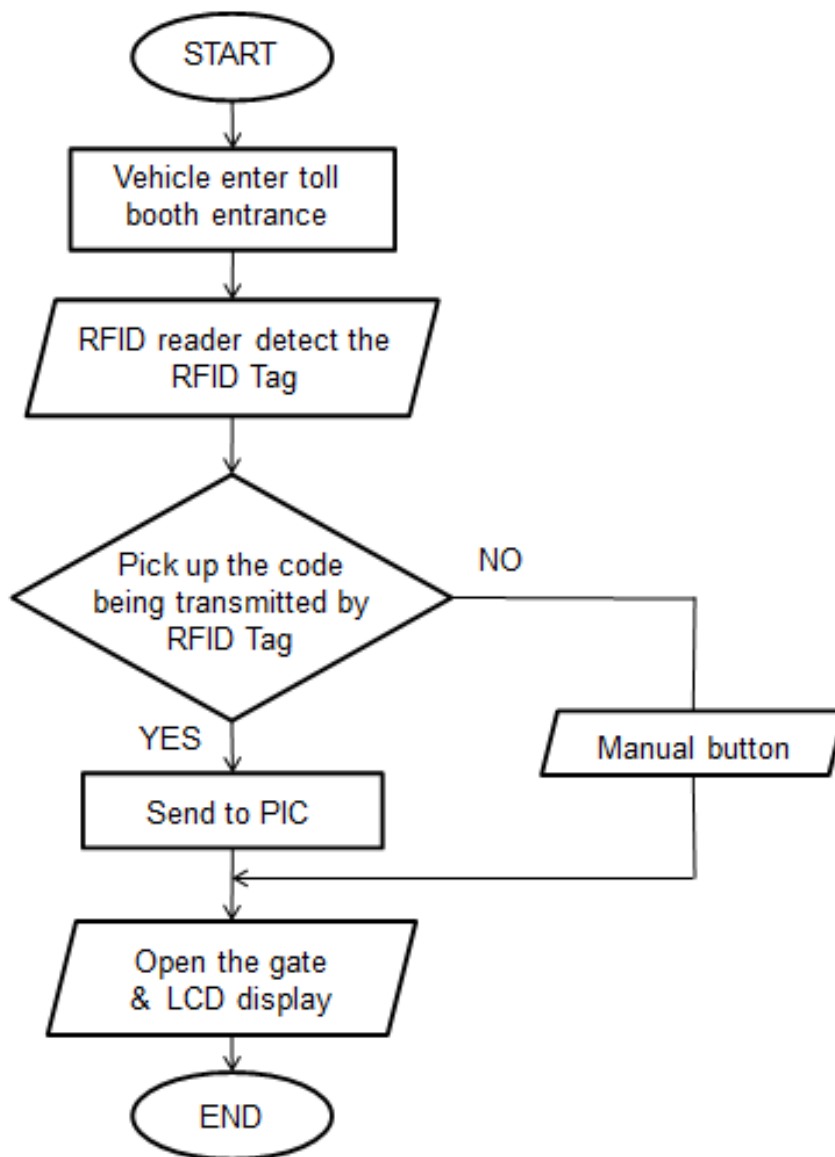 START
Vehicle enter toll
booth entrance
RFID reader detect the
RFID Tag
Pick up the code
being transmitted by
RFID Tag
NO
YES
Manual button
Send to PIC
Open the gate
& LCD display
END